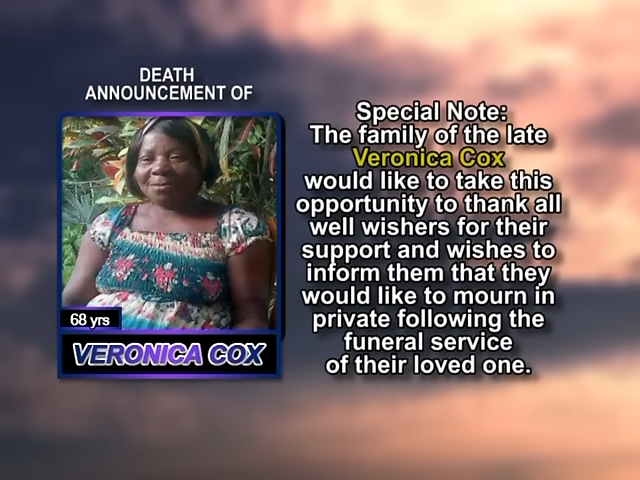 DEATH
ANNOUNCEMENT OF
68 yrs
VERONICA COX
Special Note:
The family of the late
Veronica Cox
would like to take this
opportunity to thank all
well wishers for their
support and wishes to
inform them that they
would like to mourn in
private following the
funeral service
of their loved one.